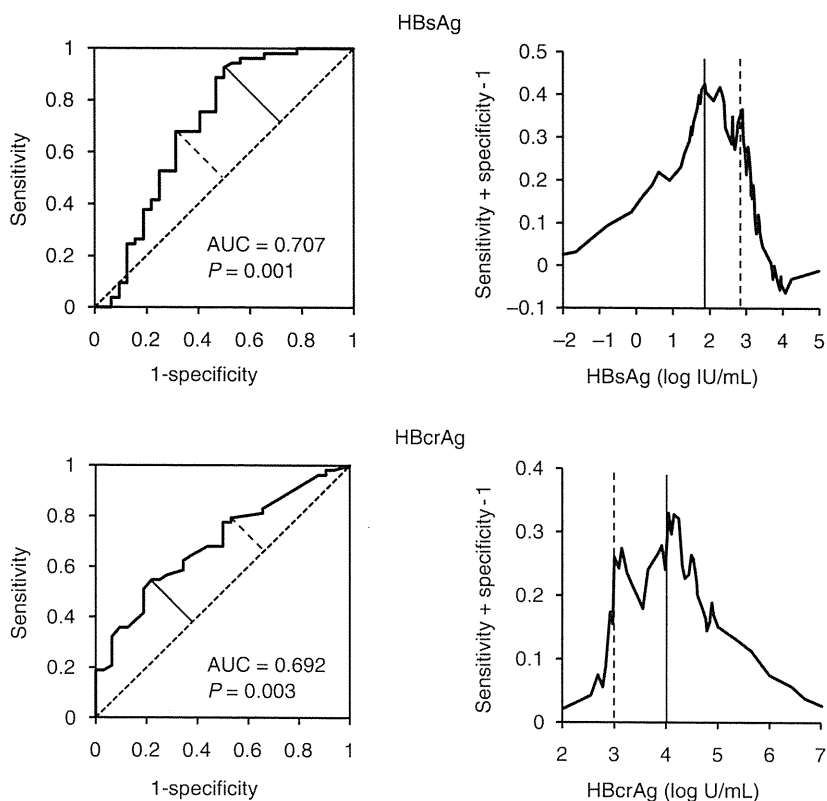 HBsAg
Sensitivity
1
0.8
0.6
0.4
0.2
0
AUC = 0.707
P = 0.001
0 0.2 0.4 0.6 0.8 1
1-specificity
Sensitivity + specificity-1
0.5
0.4
0.3
0.2
0.1
0
−0.1
−2 −1 0 1 2 3 4 5
HBsAg (log IU/mL)
HBcrAg
Sensitivity
1
0.8
0.6
0.4
0.2
0
AUC = 0.692
P = 0.003
0 0.2 0.4 0.6 0.8 1
1-specificity
Sensitivity + specificity-1
0.4
0.3
0.2
0.1
0
2 3 4 5 6 7
HBcrAg (log U/mL)